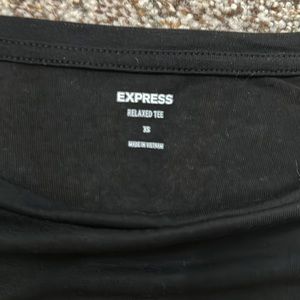 EXPRESS
RELAXED TEE
XS
MADE IN VIETNAM